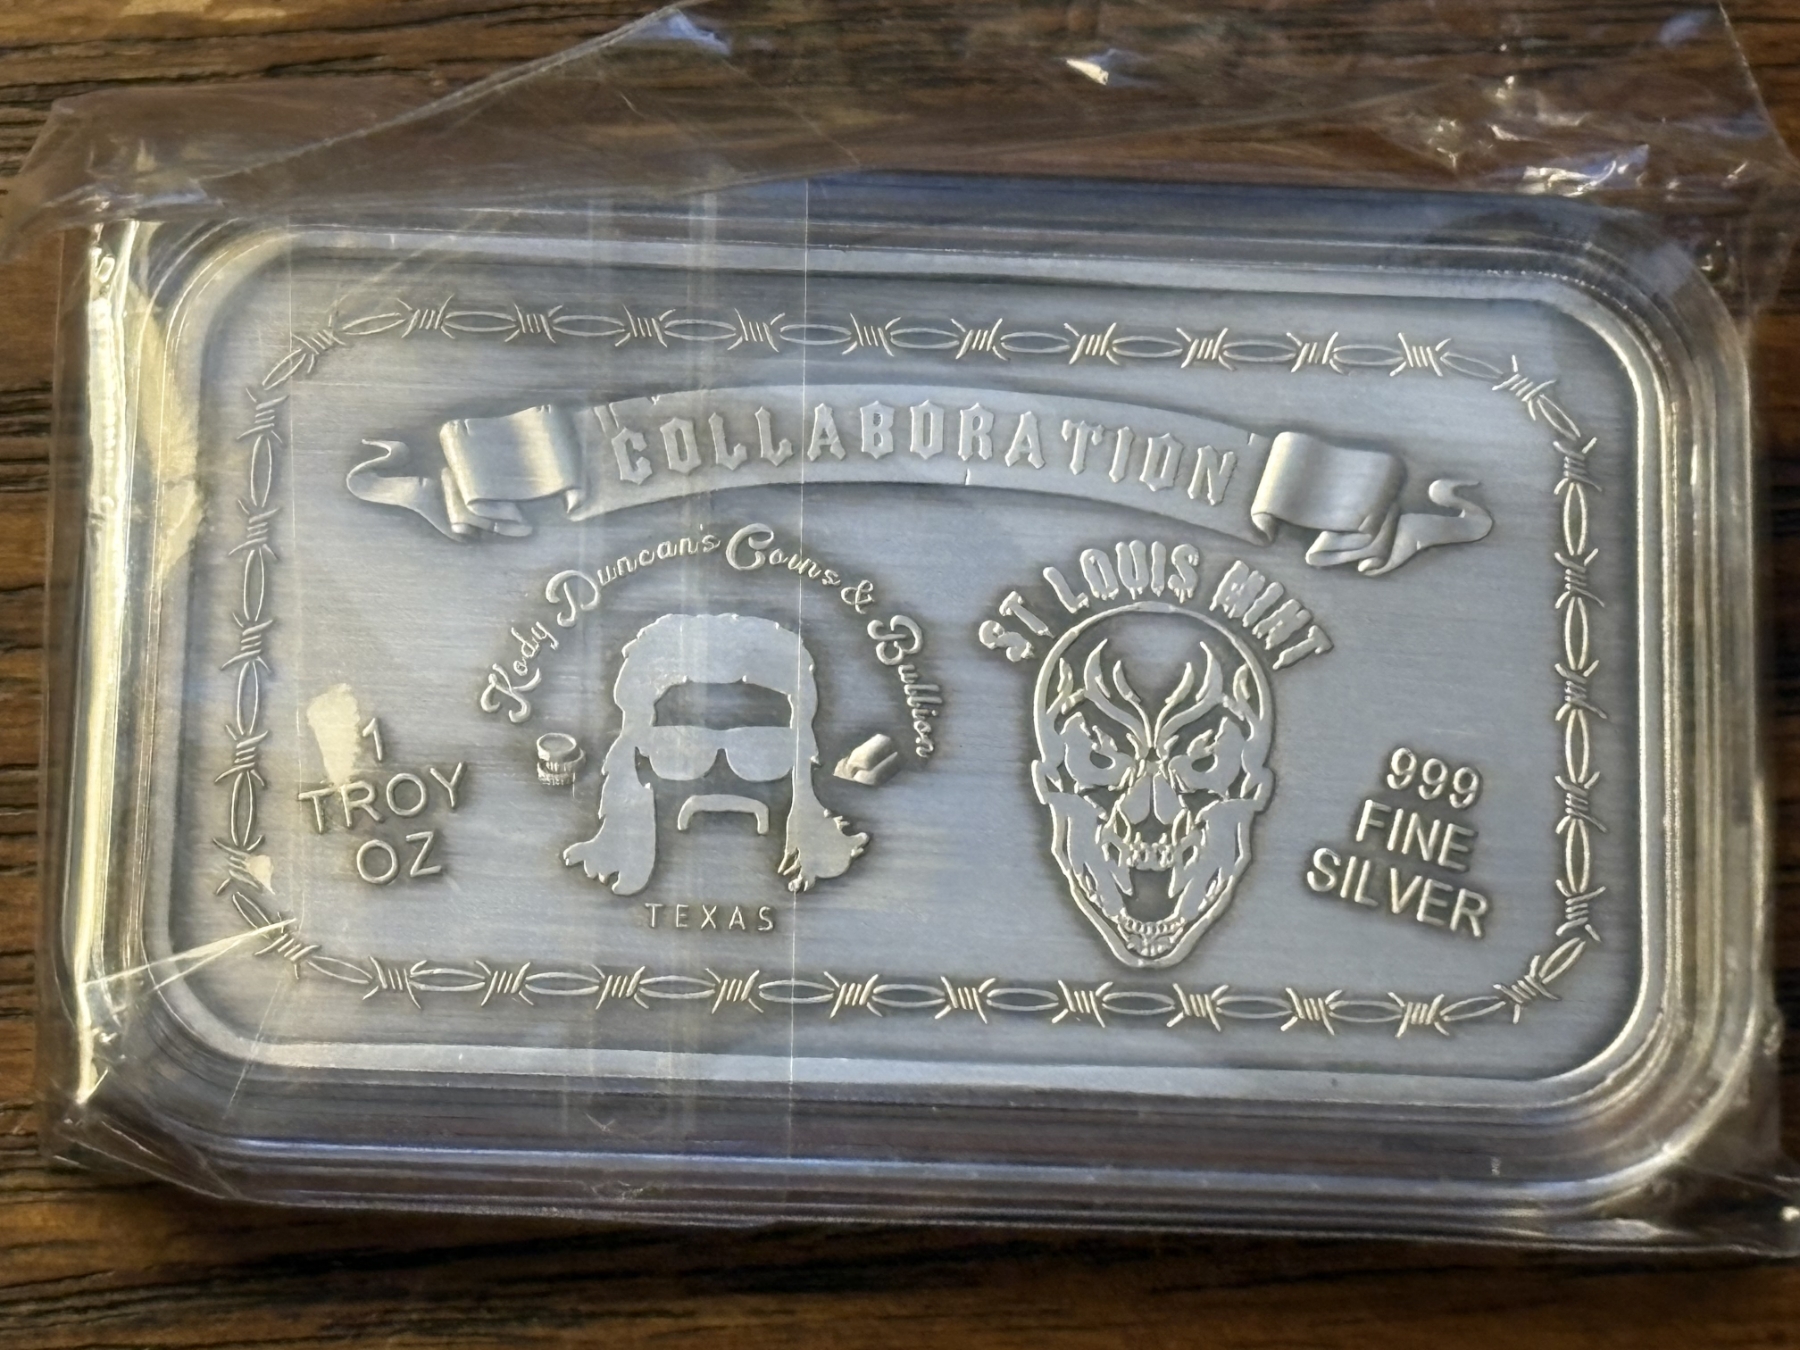 COLLABORATION
Kody Duncan's Coins & Bullion
TEXAS
ST LOUIS MINT
1
TROY
OZ
999
FINE
SILVER